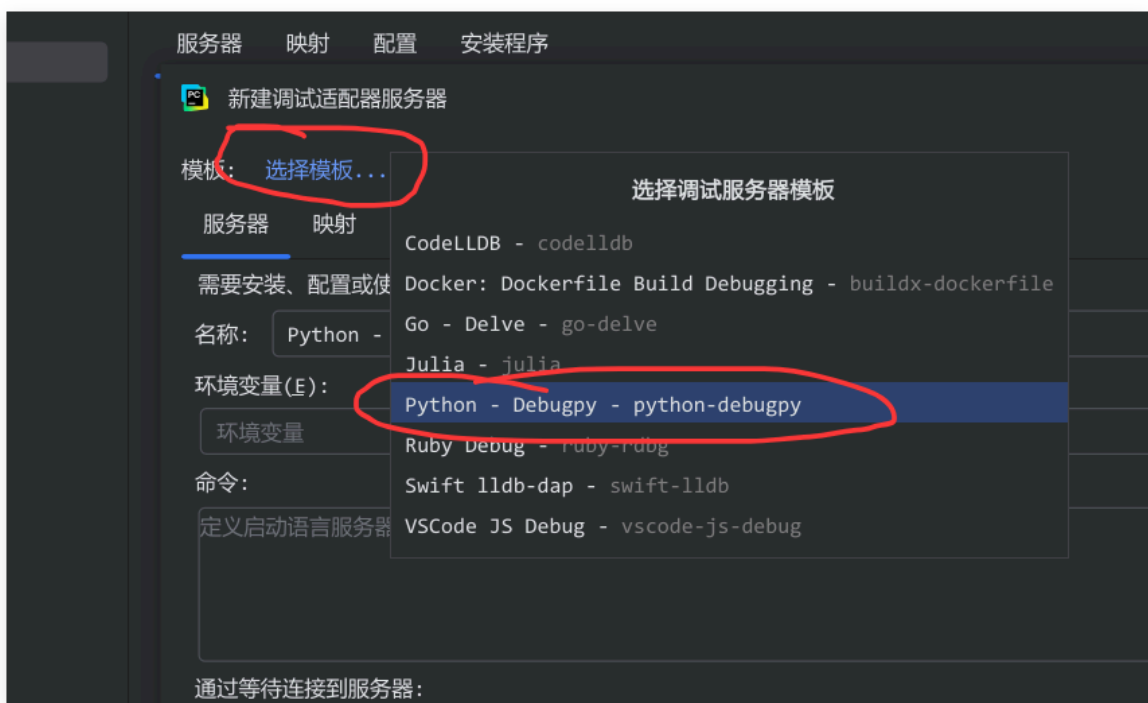 服务器 映射 配置 安装程序
新建调试适配器服务器
模板: 选择模板...
选择调试服务器模板
服务器 映射
CodeLLDB - codelldb
需要安装、配置或使
Docker: Dockerfile Build Debugging - buildx-dockerfile
Go - Delve - go-delve
名称: Python -
Julia - julia
环境变量(E):
Python - Debugpy - python-debugpy
环境变量
Ruby Debug - ruby-rdbg
命令:
Swift lldb-dap - swift-lldb
定义启动语言服务器
VSCode JS Debug - vscode-js-debug
通过等待连接到服务器: